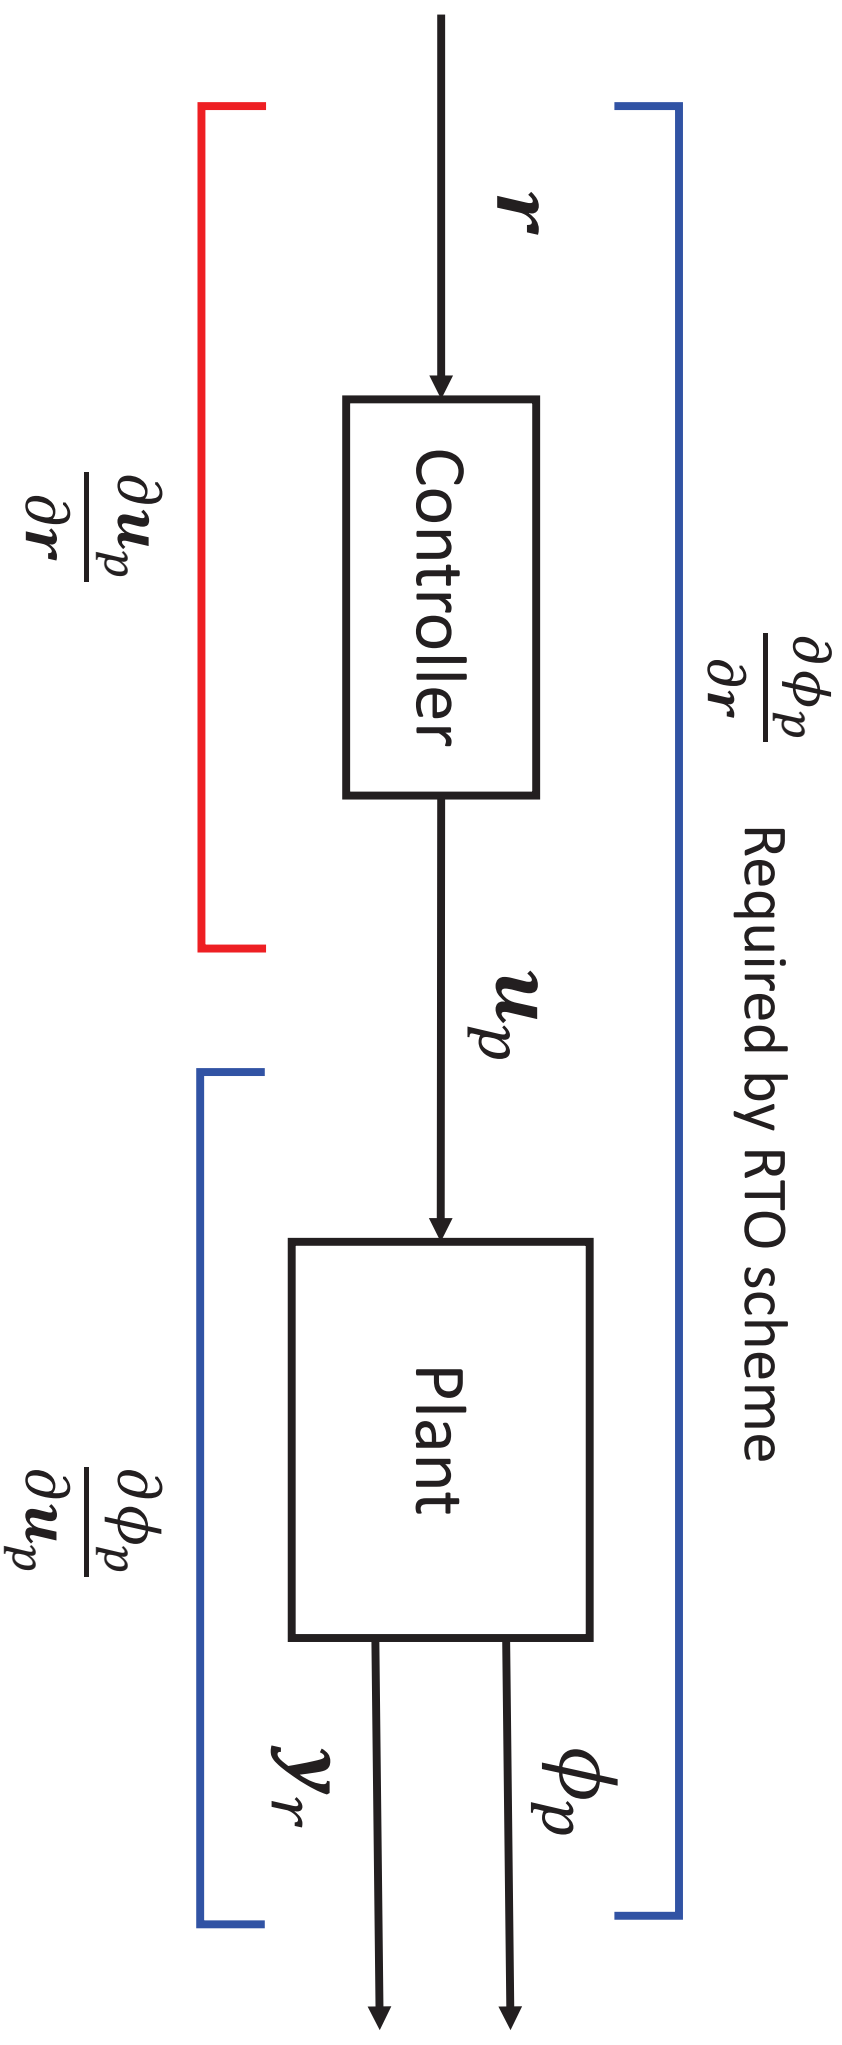 ∂ϕ_p/∂r Required by RTO scheme
r
Controller
u_p
Plant
ϕ_p
y_r
∂u_p/∂r
∂ϕ_p/∂u_p